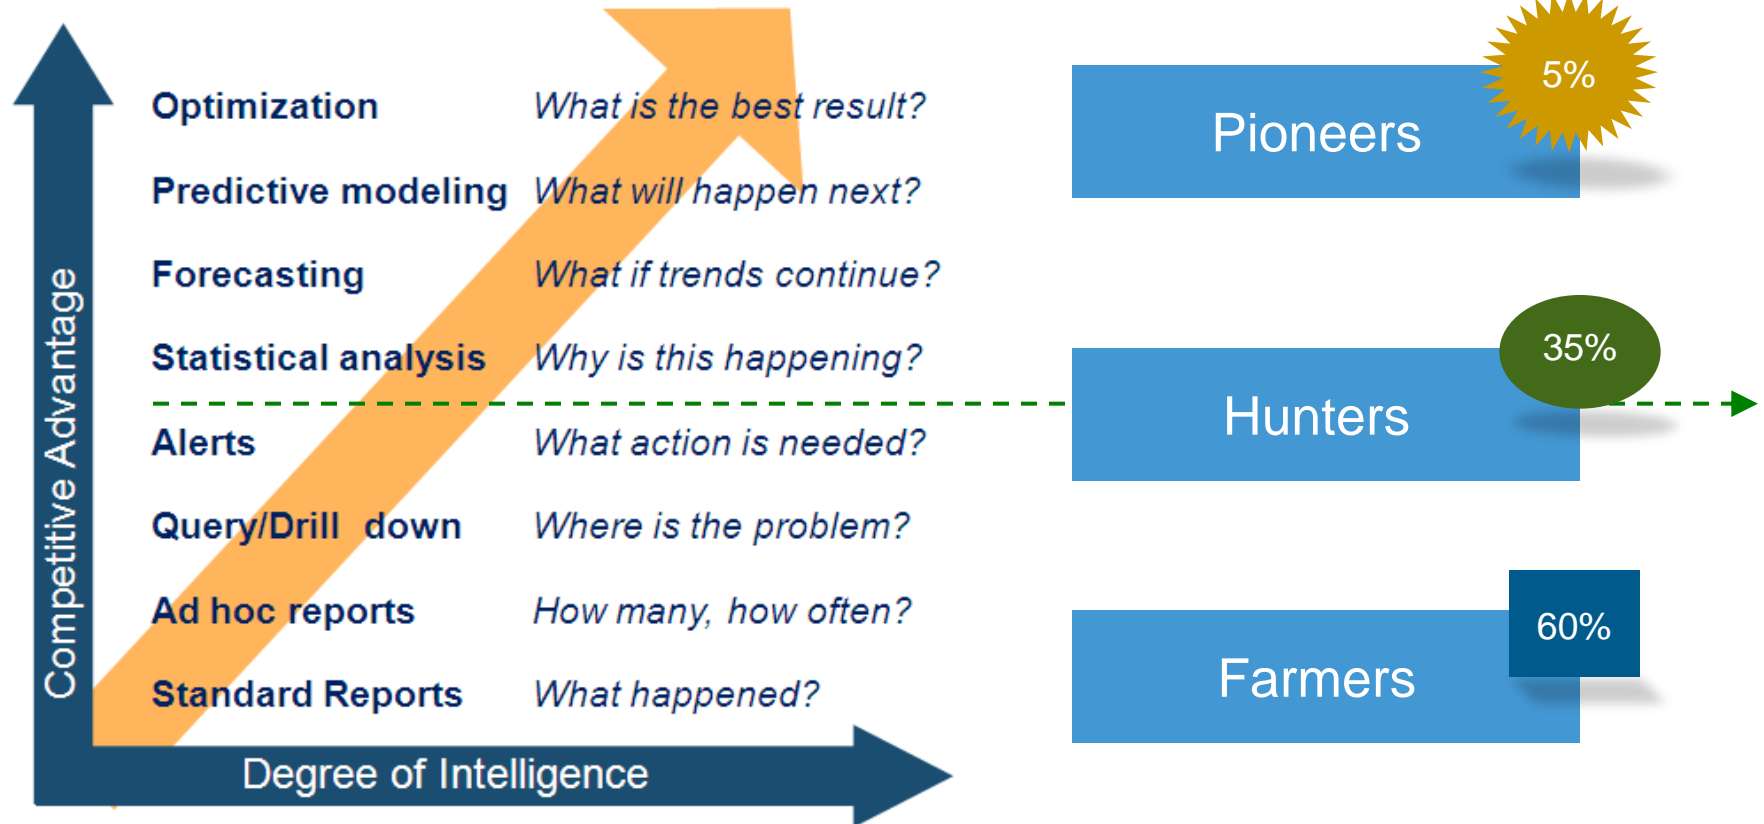 Competitive Advantage
Optimization What is the best result?
Predictive modeling What will happen next?
Forecasting What if trends continue?
Statistical analysis Why is this happening?
Alerts What action is needed?
Query/Drill down Where is the problem?
Ad hoc reports How many, how often?
Standard Reports What happened?
Degree of Intelligence
5%
Pioneers
35%
Hunters
60%
Farmers